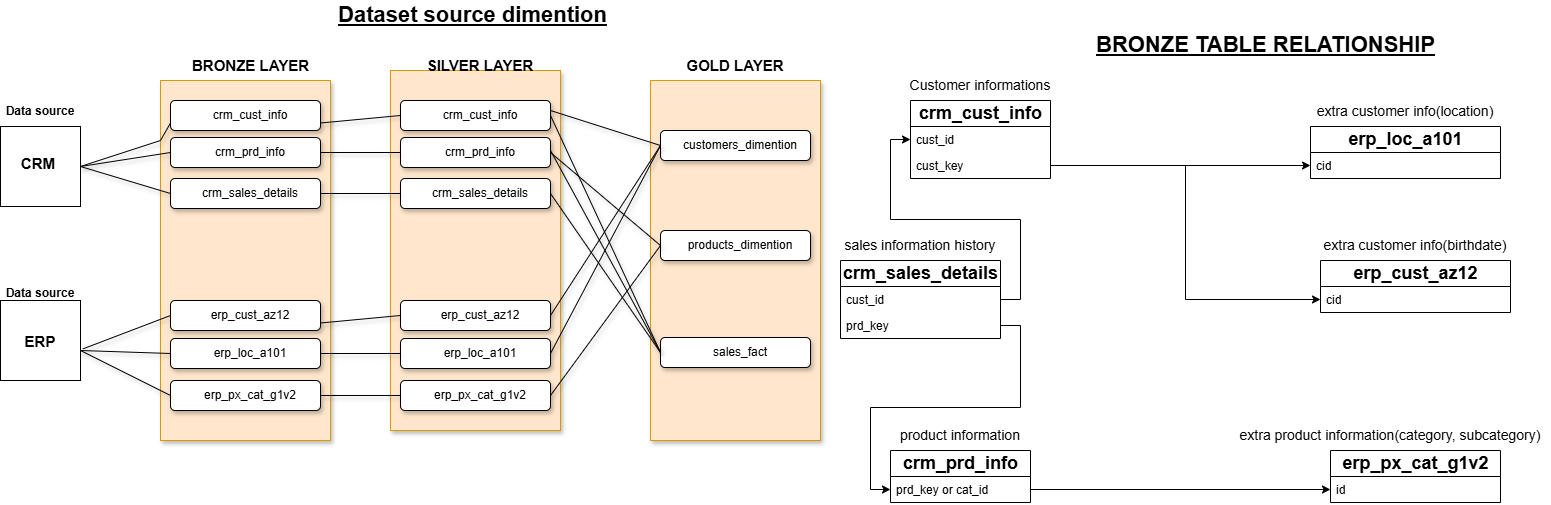 Dataset source dimention
BRONZE LAYER
SILVER LAYER
GOLD LAYER
Data source
CRM
Data source
ERP
crm_cust_info
crm_prd_info
crm_sales_details
erp_cust_az12
erp_loc_a101
erp_px_cat_g1v2
crm_cust_info
crm_prd_info
crm_sales_details
erp_cust_az12
erp_loc_a101
erp_px_cat_g1v2
customers_dimention
products_dimention
sales_fact
BRONZE TABLE RELATIONSHIP
Customer informations
crm_cust_info
cust_id
cust_key
extra customer info(location)
erp_loc_a101
cid
sales information history
crm_sales_details
cust_id
prd_key
extra customer info(birthdate)
erp_cust_az12
cid
product information
crm_prd_info
prd_key or cat_id
extra product information(category, subcategory)
erp_px_cat_g1v2
id